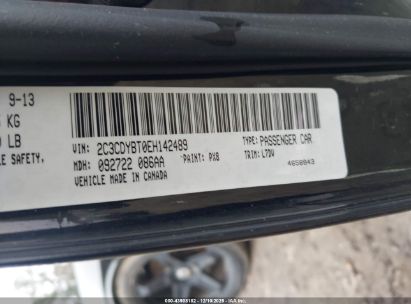 9-13
KG
LB
SAFETY,
VIN: 2C3CDYBT0EH142489
TYPE: PASSENGER CAR
MDH: 092722 086AA
PAINT: PX8
TRIM: L7DV
VEHICLE MADE IN CANADA
4650043